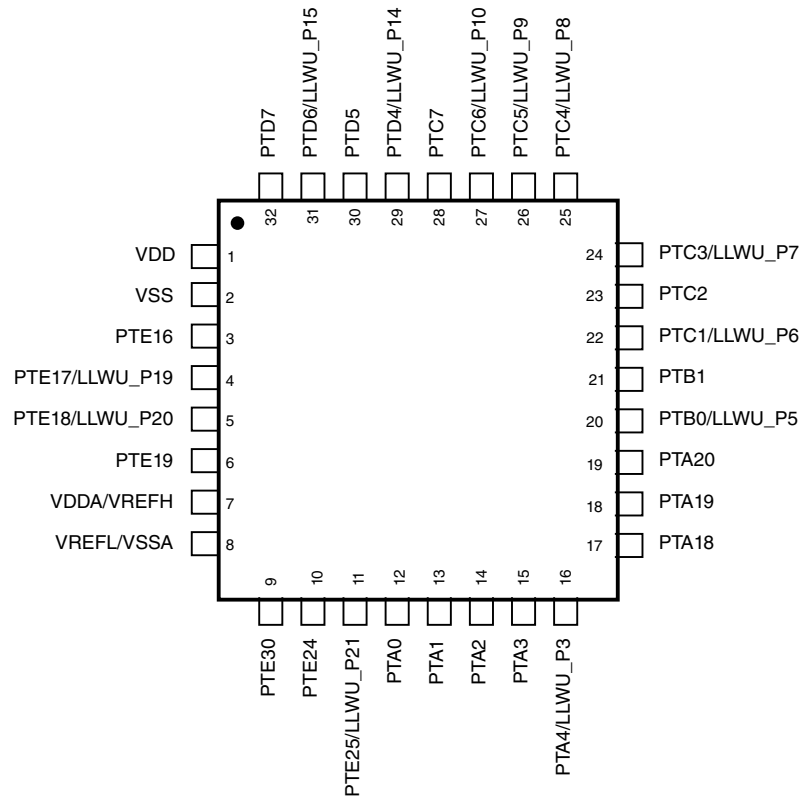 PTD7
PTD6/LLWU_P15
PTD5
PTD4/LLWU_P14
PTC7
PTC6/LLWU_P10
PTC5/LLWU_P9
PTC4/LLWU_P8
32
31
30
29
28
27
26
25
VDD 1
VSS 2
PTE16 3
PTE17/LLWU_P19 4
PTE18/LLWU_P20 5
PTE19 6
VDDA/VREFH 7
VREFL/VSSA 8
24 PTC3/LLWU_P7
23 PTC2
22 PTC1/LLWU_P6
21 PTB1
20 PTB0/LLWU_P5
19 PTA20
18 PTA19
17 PTA18
9
10
11
12
13
14
15
16
PTE30
PTE24
PTE25/LLWU_P21
PTA0
PTA1
PTA2
PTA3
PTA4/LLWU_P3